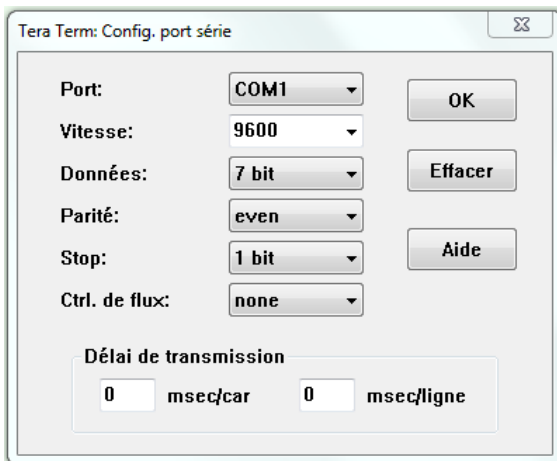 Tera Term: Config. port série
Port: COM1 OK
Vitesse: 9600
Données: 7 bit Effacer
Parité: even
Stop: 1 bit Aide
Ctrl. de flux: none
Délai de transmission
0 msec/car 0 msec/ligne